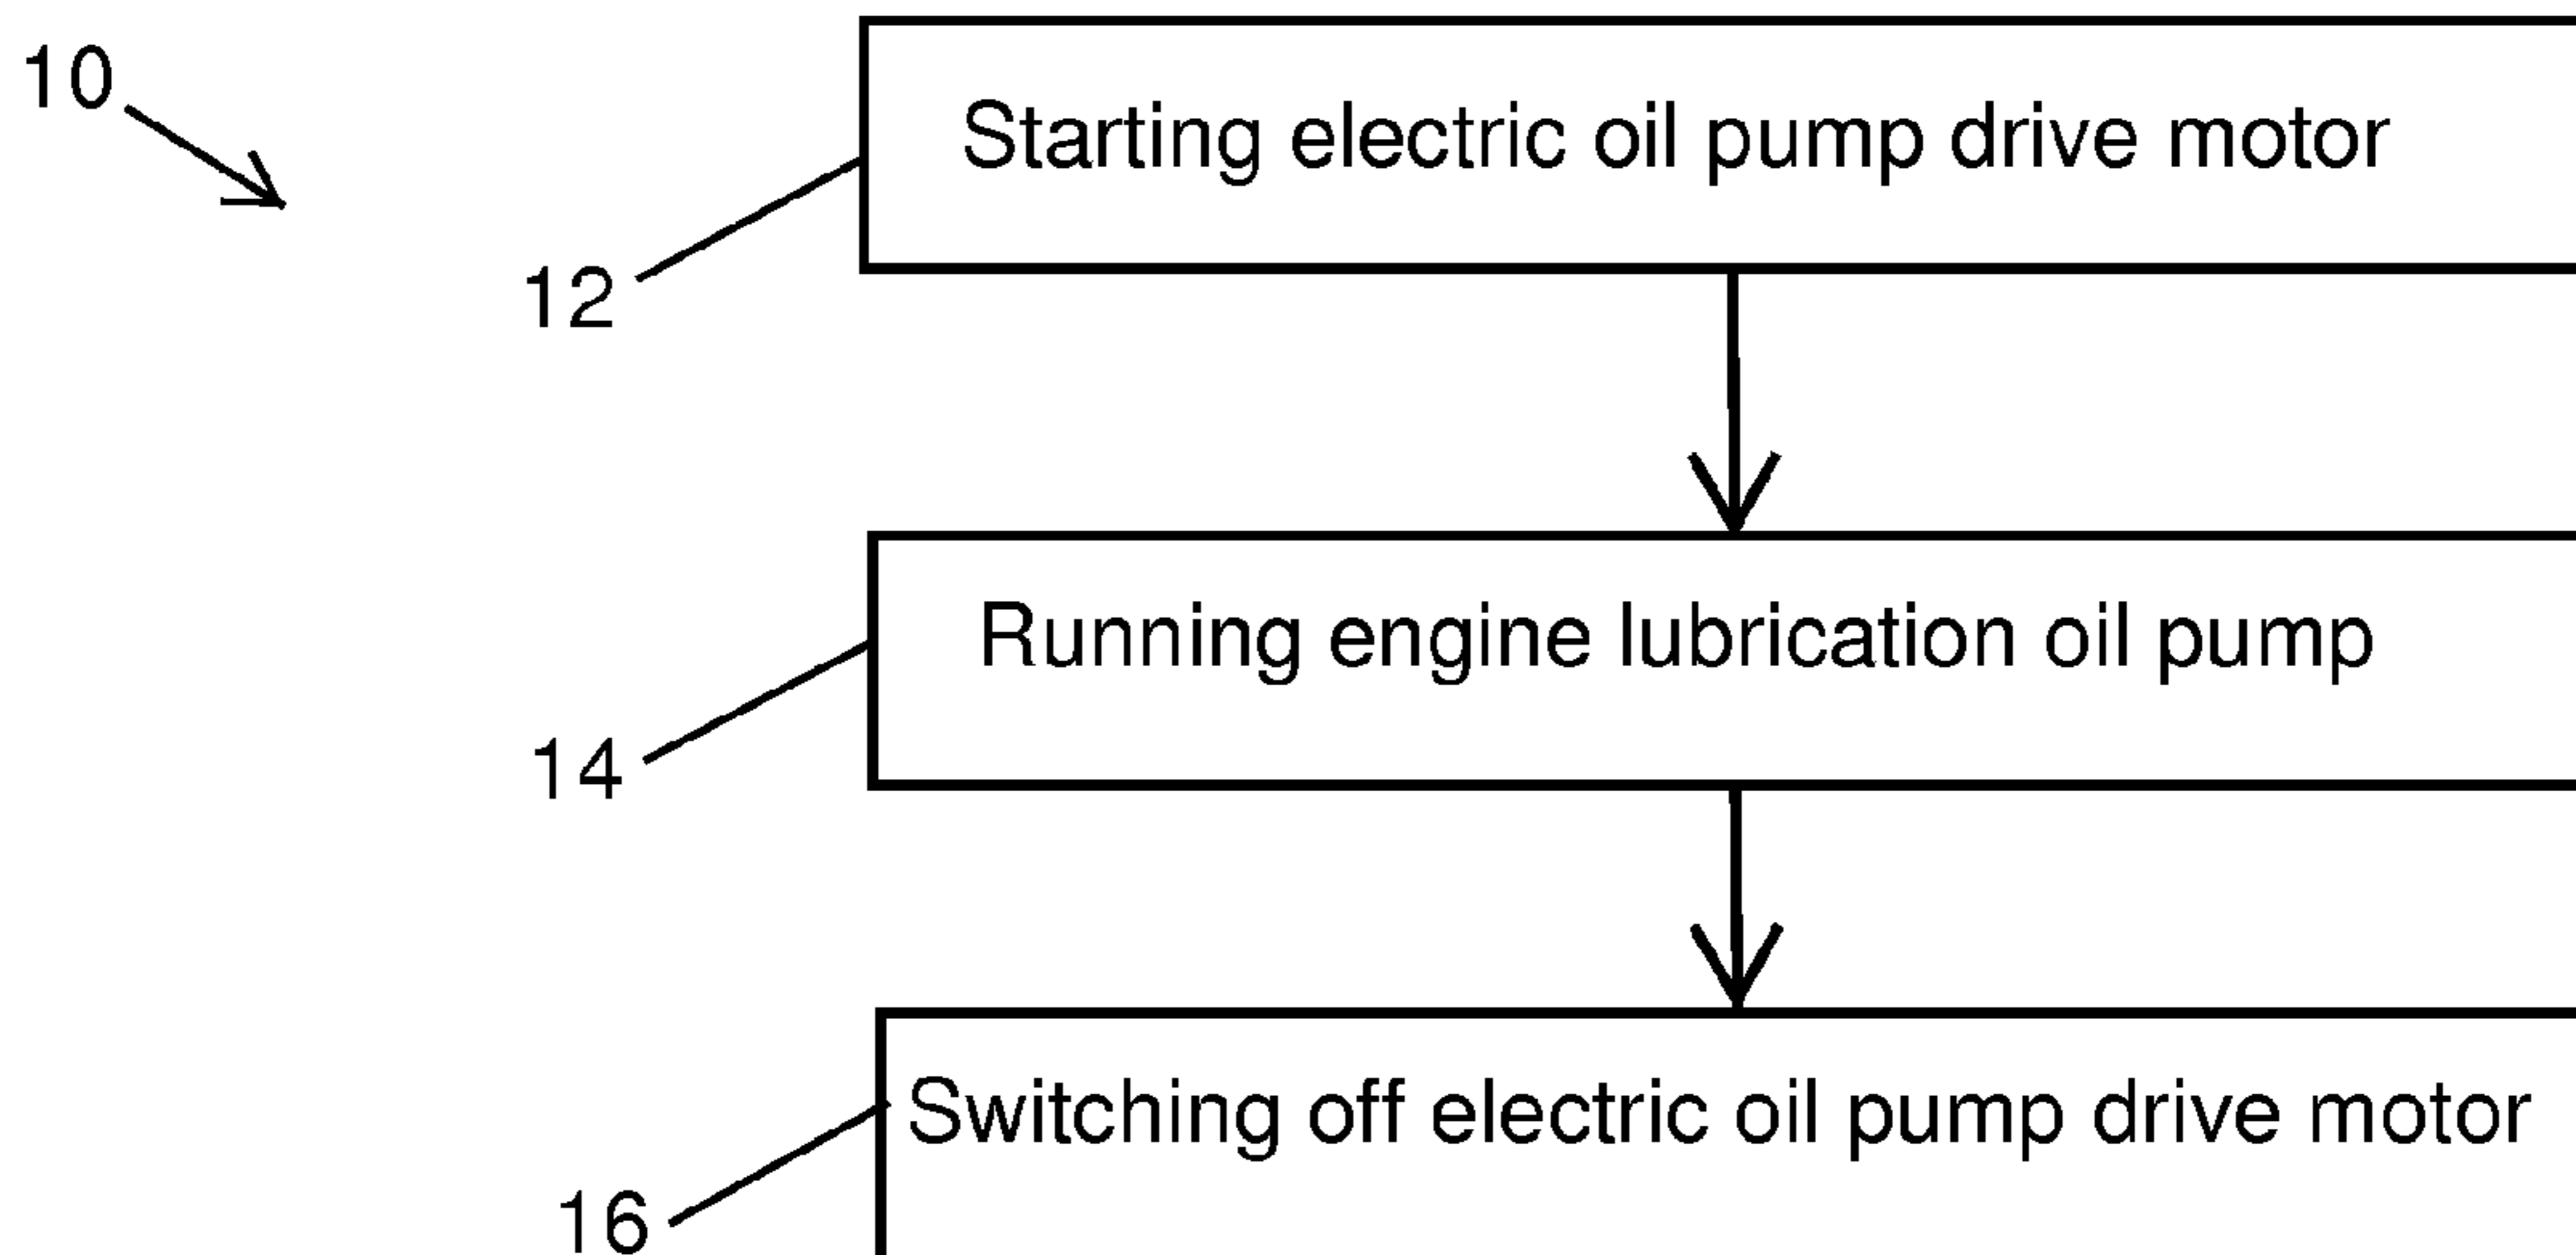 10
Starting electric oil pump drive motor
12
Running engine lubrication oil pump
14
Switching off electric oil pump drive motor
16